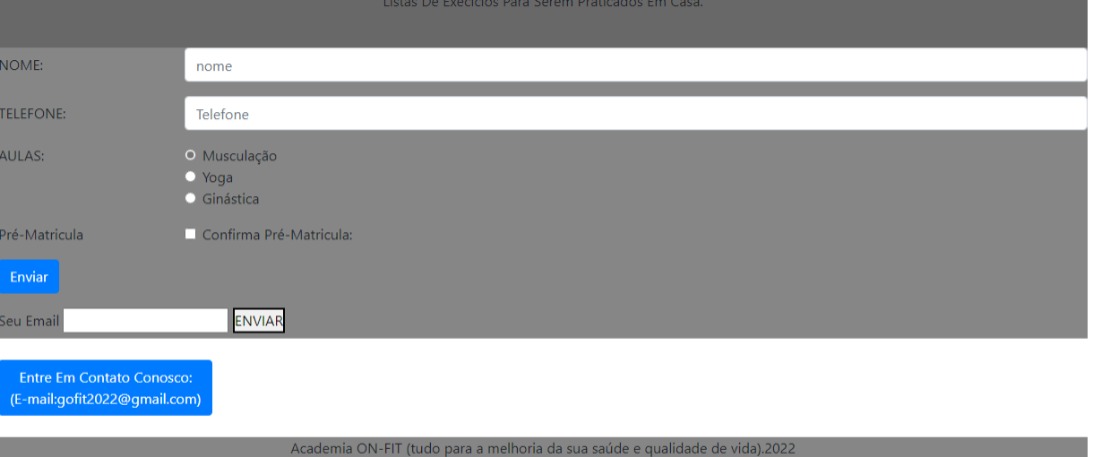 Listas De Execícios Para Serem Praticados Em Casa.
NOME: nome
TELEFONE: Telefone
AULAS: Musculação
Yoga
Ginástica
Pré-Matricula Confirma Pré-Matricula:
Enviar
Seu Email ENVIAR
Entre Em Contato Conosco:
(E-mail:gofit2022@gmail.com)
Academia ON-FIT (tudo para a melhoria da sua saúde e qualidade de vida).2022